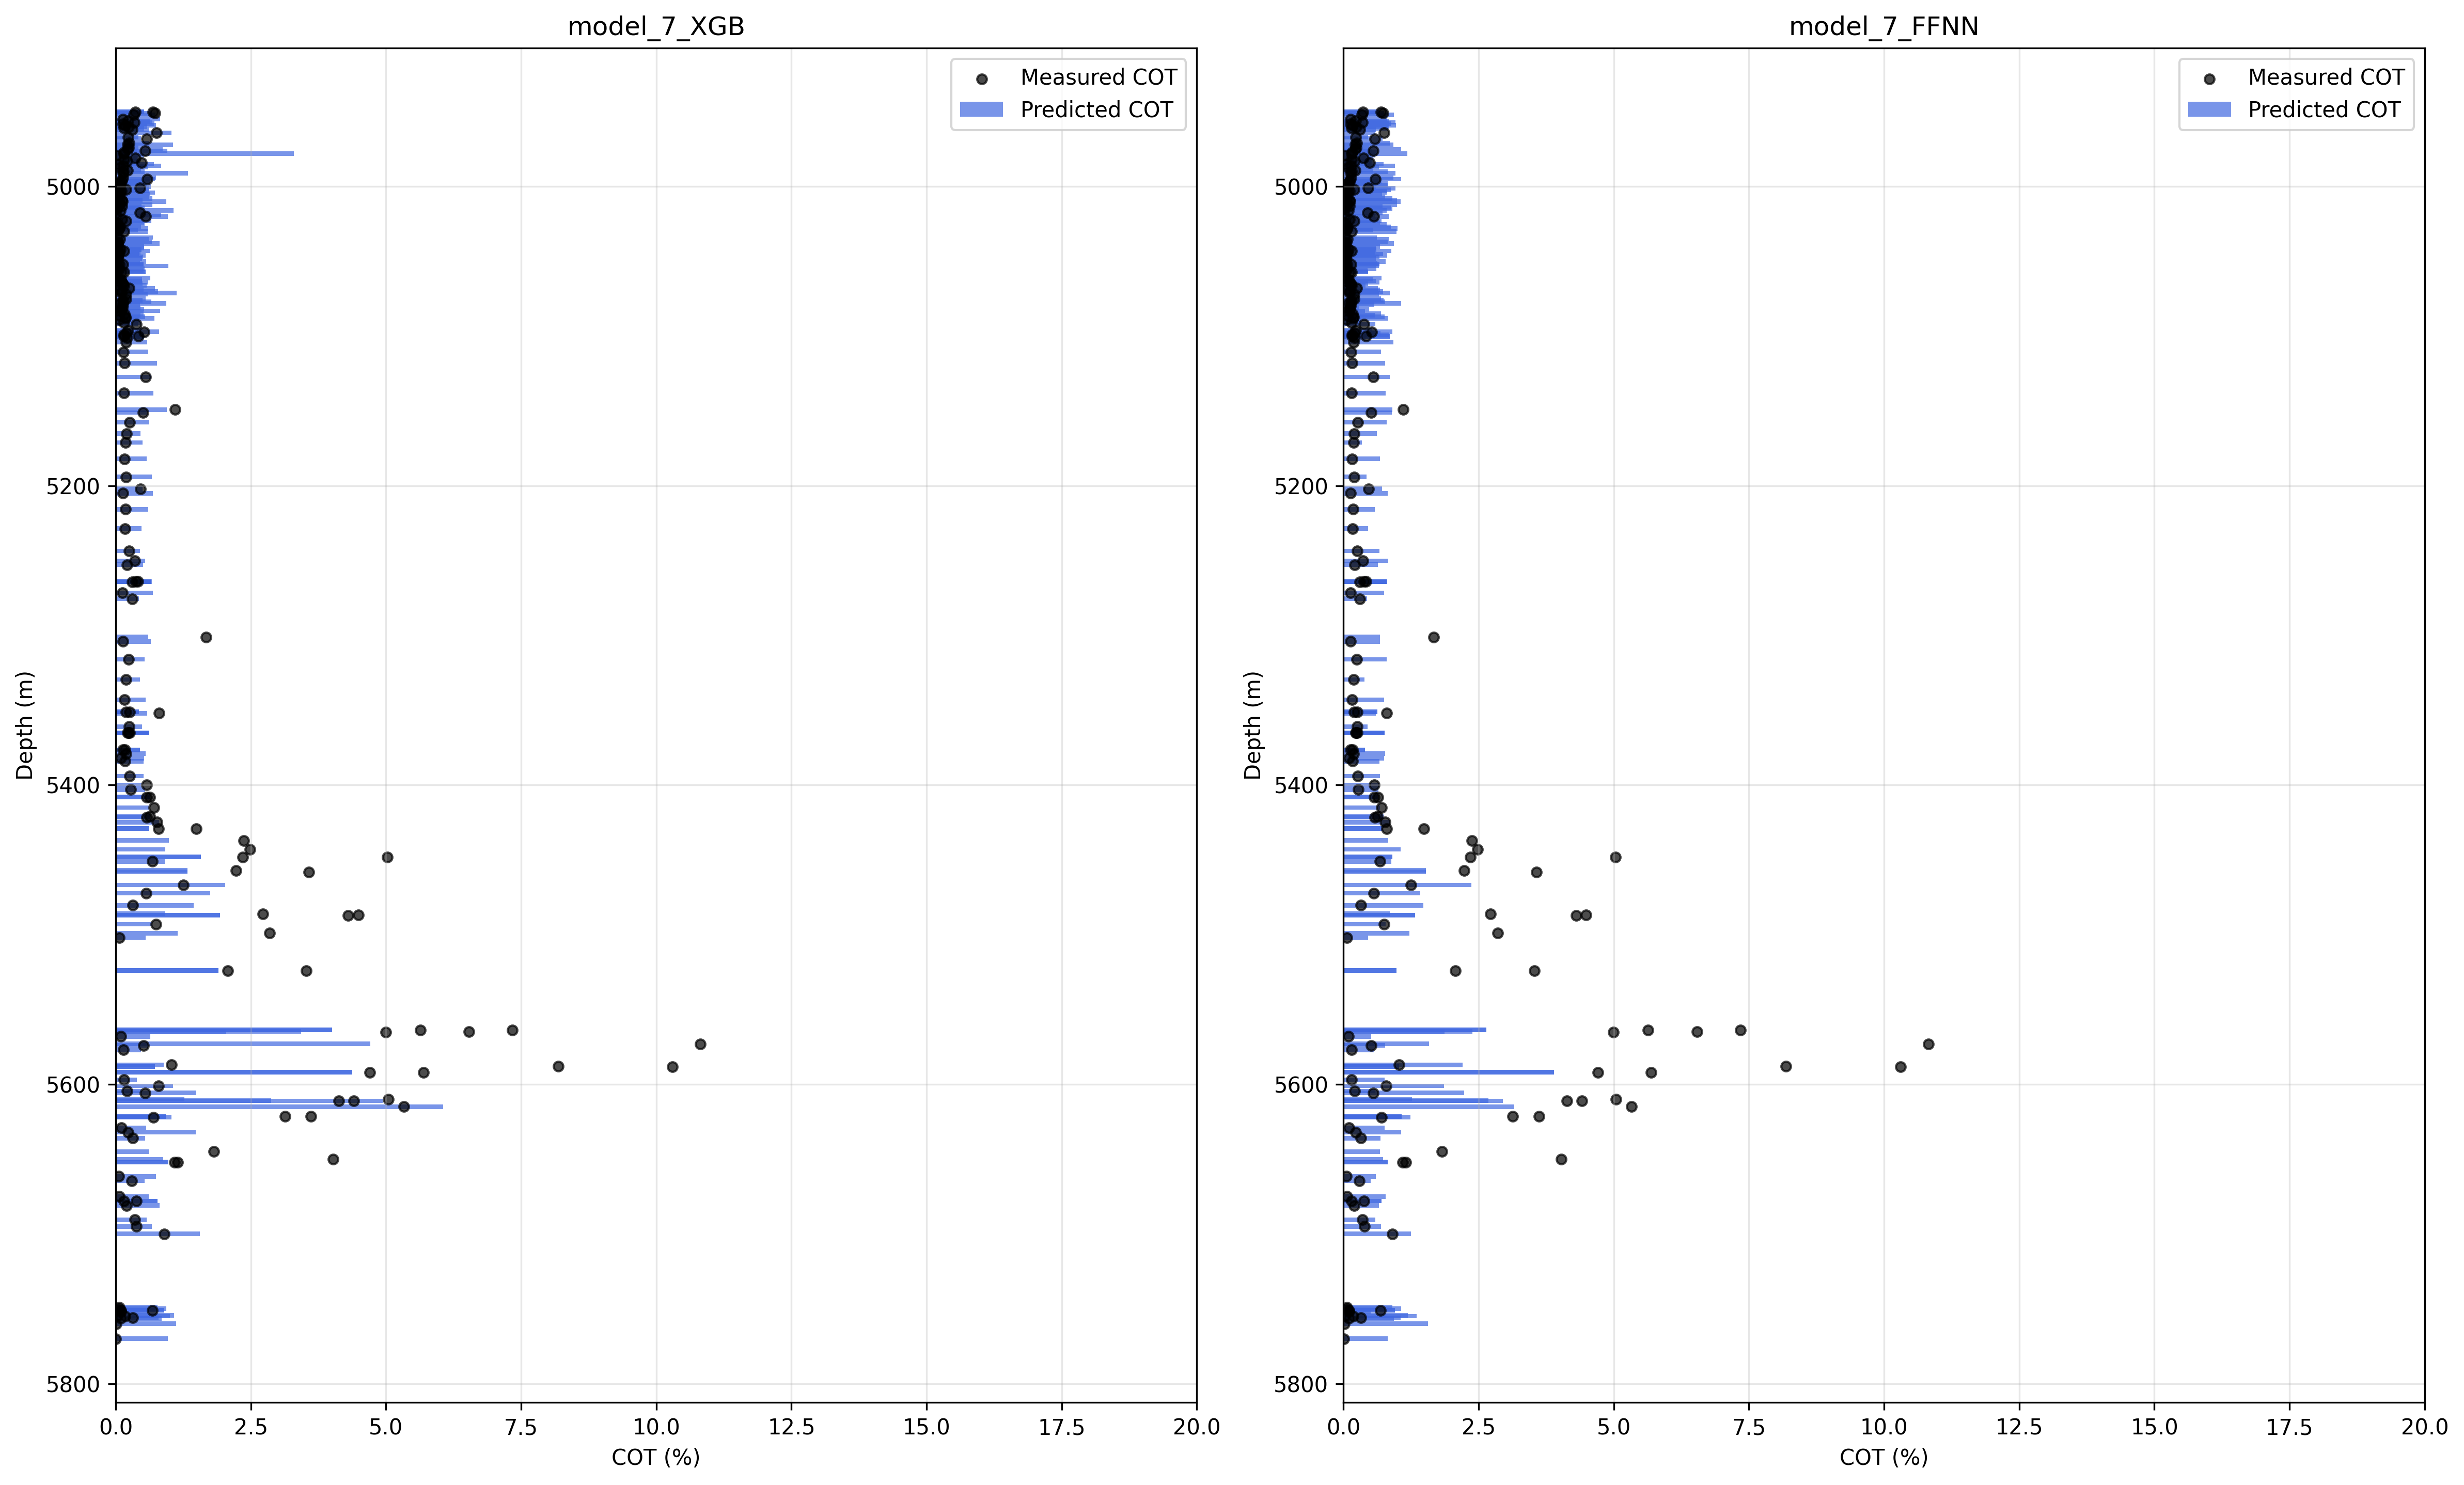 model_7_XGB
Measured COT
Predicted COT
Depth (m)
5000
5200
5400
5600
5800
0.0 2.5 5.0 7.5 10.0 12.5 15.0 17.5 20.0
COT (%)
model_7_FFNN
Measured COT
Predicted COT
Depth (m)
5000
5200
5400
5600
5800
0.0 2.5 5.0 7.5 10.0 12.5 15.0 17.5 20.0
COT (%)